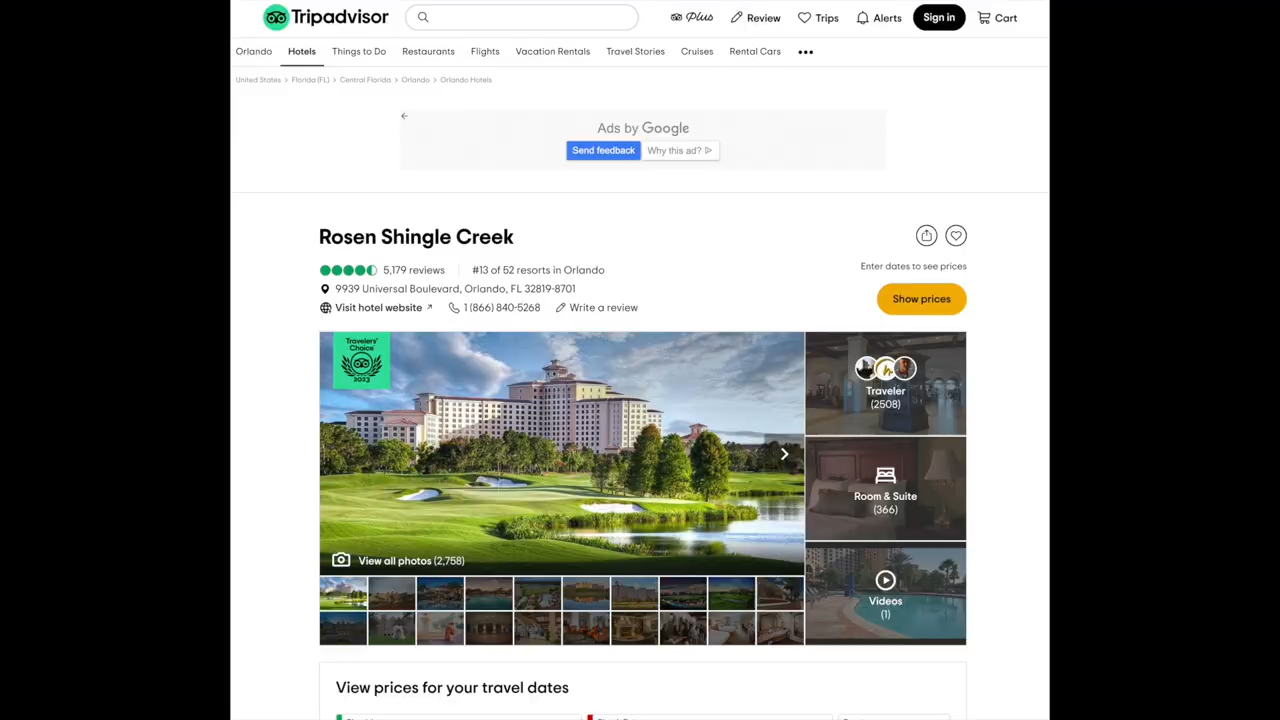 Tripadvisor
Plus Review Trips Alerts Sign in Cart
Orlando Hotels Things to Do Restaurants Flights Vacation Rentals Travel Stories Cruises Rental Cars •••
United States > Florida (FL) > Central Florida > Orlando > Orlando Hotels
Ads by Google
Send feedback Why this ad?
Rosen Shingle Creek
5,179 reviews #13 of 52 resorts in Orlando
Enter dates to see prices
9939 Universal Boulevard, Orlando, FL 32819-8701
Show prices
Visit hotel website 1 (866) 840-5268 Write a review
Travelers'
Choice
2023
Traveler
(2508)
Room & Suite
(366)
View all photos (2,758)
Videos
(1)
View prices for your travel dates